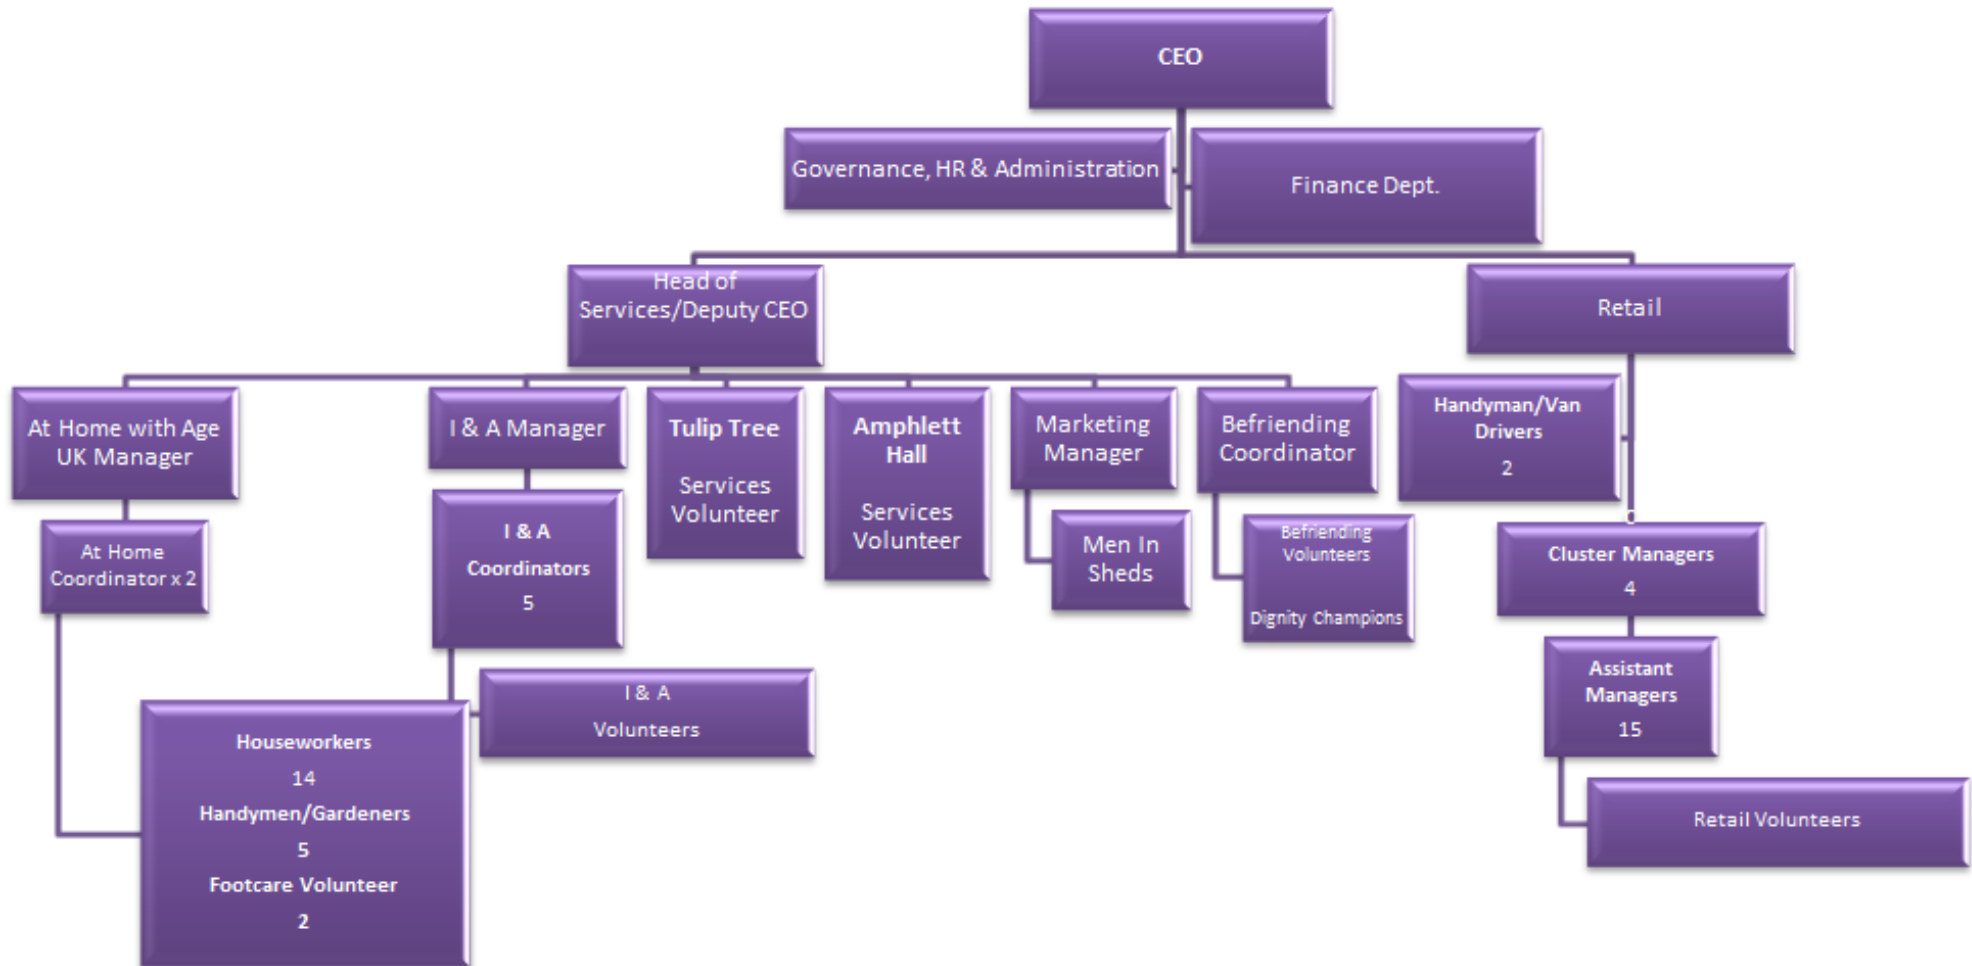 CEO
Governance, HR & Administration
Finance Dept.
Head of
Services/Deputy CEO
Retail
At Home with Age
UK Manager
I & A Manager
Tulip Tree
Services
Volunteer
Amphlett
Hall
Services
Volunteer
Marketing
Manager
Befriending
Coordinator
Handyman/Van
Drivers
2
At Home
Coordinator x 2
I & A
Coordinators
5
Men In
Sheds
Befriending
Volunteers
Dignity Champions
Cluster Managers
4
I & A
Volunteers
Assistant
Managers
15
Houseworkers
14
Handymen/Gardeners
5
Footcare Volunteer
2
Retail Volunteers